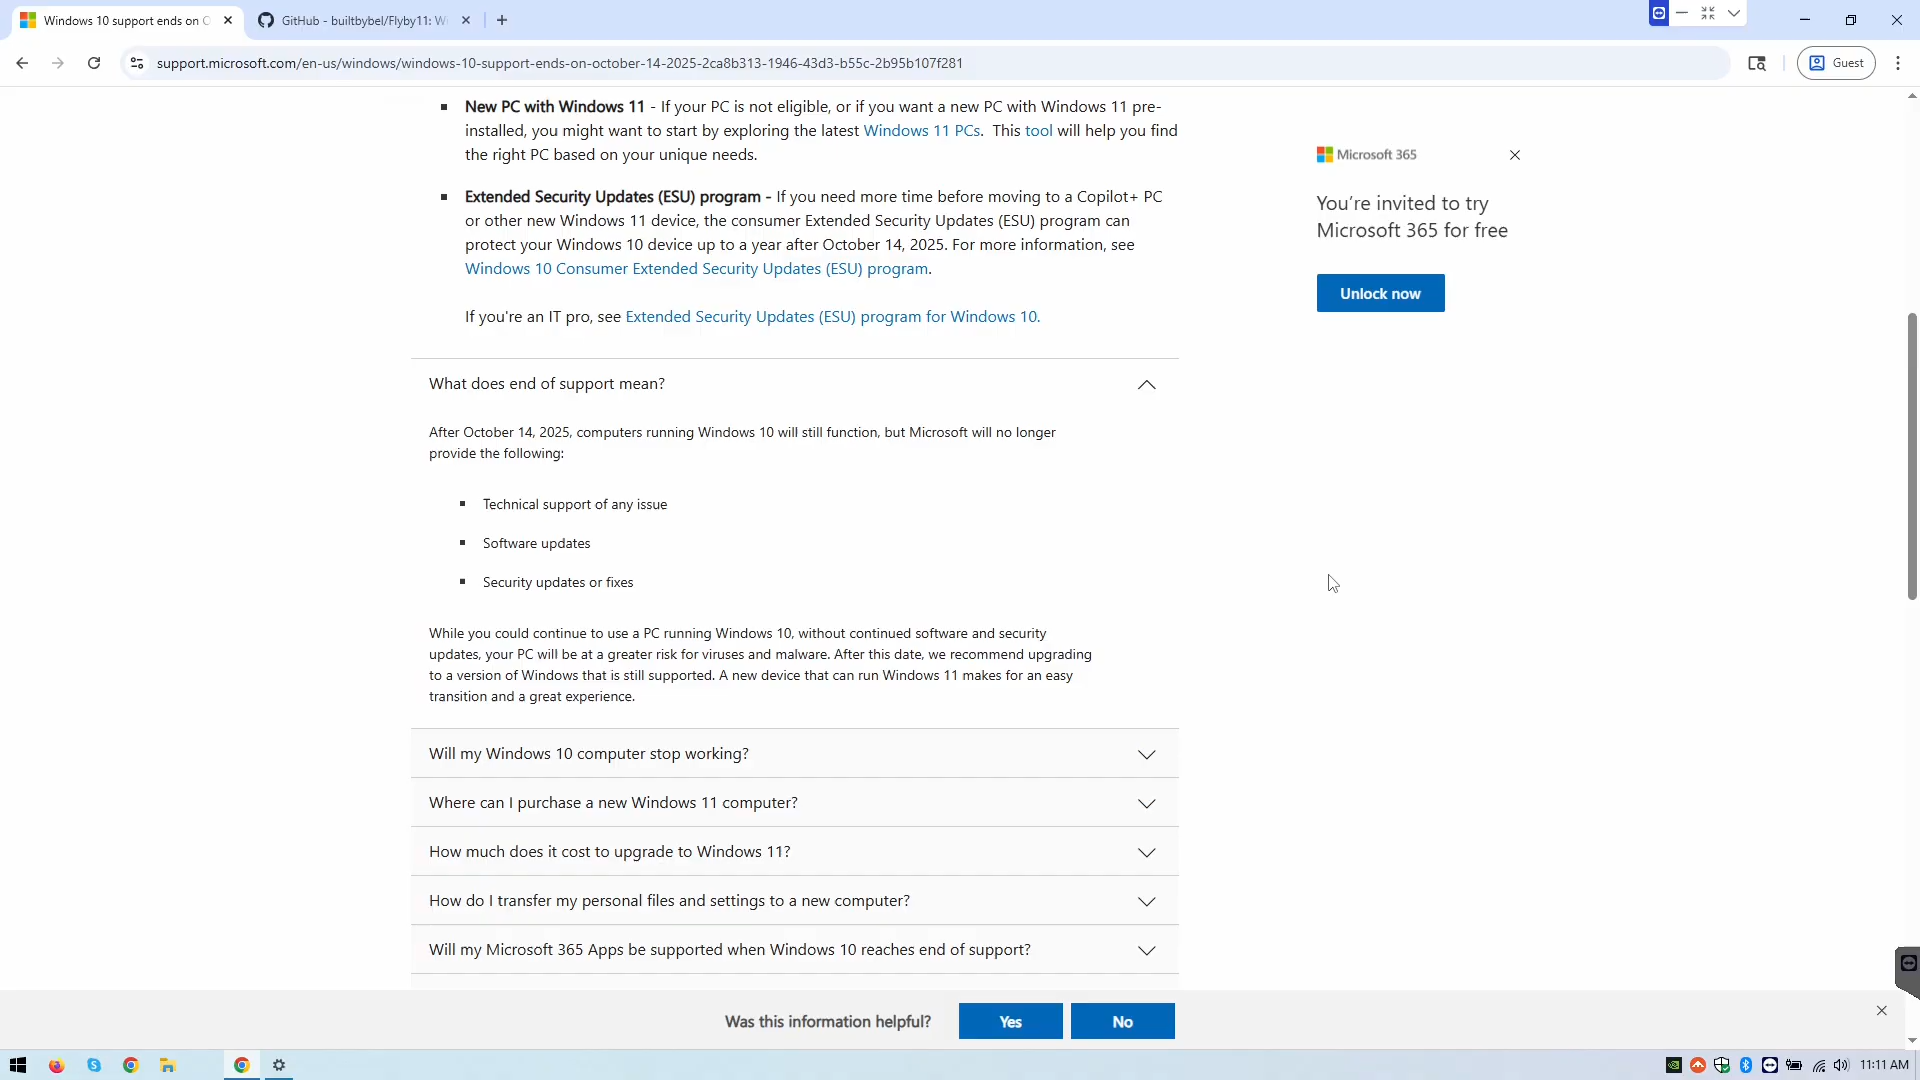 Windows 10 support ends on O
GitHub - builtbybel/Flyby11: W
support.microsoft.com/en-us/windows/windows-10-support-ends-on-october-14-2025-2ca8b313-1946-43d3-b55c-2b95b107f281
Guest
New PC with Windows 11 - If your PC is not eligible, or if you want a new PC with Windows 11 pre-
installed, you might want to start by exploring the latest Windows 11 PCs. This tool will help you find
the right PC based on your unique needs.
Extended Security Updates (ESU) program - If you need more time before moving to a Copilot+ PC
or other new Windows 11 device, the consumer Extended Security Updates (ESU) program can
protect your Windows 10 device up to a year after October 14, 2025. For more information, see
Windows 10 Consumer Extended Security Updates (ESU) program.
If you're an IT pro, see Extended Security Updates (ESU) program for Windows 10.
Microsoft 365
You're invited to try
Microsoft 365 for free
Unlock now
What does end of support mean?
After October 14, 2025, computers running Windows 10 will still function, but Microsoft will no longer
provide the following:
Technical support of any issue
Software updates
Security updates or fixes
While you could continue to use a PC running Windows 10, without continued software and security
updates, your PC will be at a greater risk for viruses and malware. After this date, we recommend upgrading
to a version of Windows that is still supported. A new device that can run Windows 11 makes for an easy
transition and a great experience.
Will my Windows 10 computer stop working?
Where can I purchase a new Windows 11 computer?
How much does it cost to upgrade to Windows 11?
How do I transfer my personal files and settings to a new computer?
Will my Microsoft 365 Apps be supported when Windows 10 reaches end of support?
Was this information helpful?
Yes
No
11:11 AM